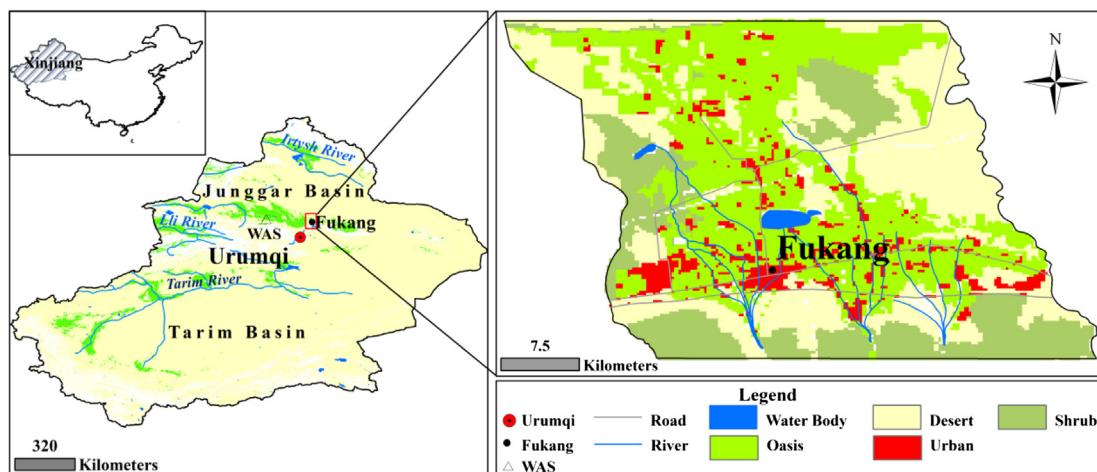 Xinjiang
Irtysh River
Junggar Basin
Ili River
WAS
Fukang
Urumqi
Tarim River
Tarim Basin
320
Kilometers
N
Fukang
7.5
Kilometers
Legend
Urumqi
Road
Water Body
Desert
Shrub
Fukang
River
Oasis
Urban
WAS